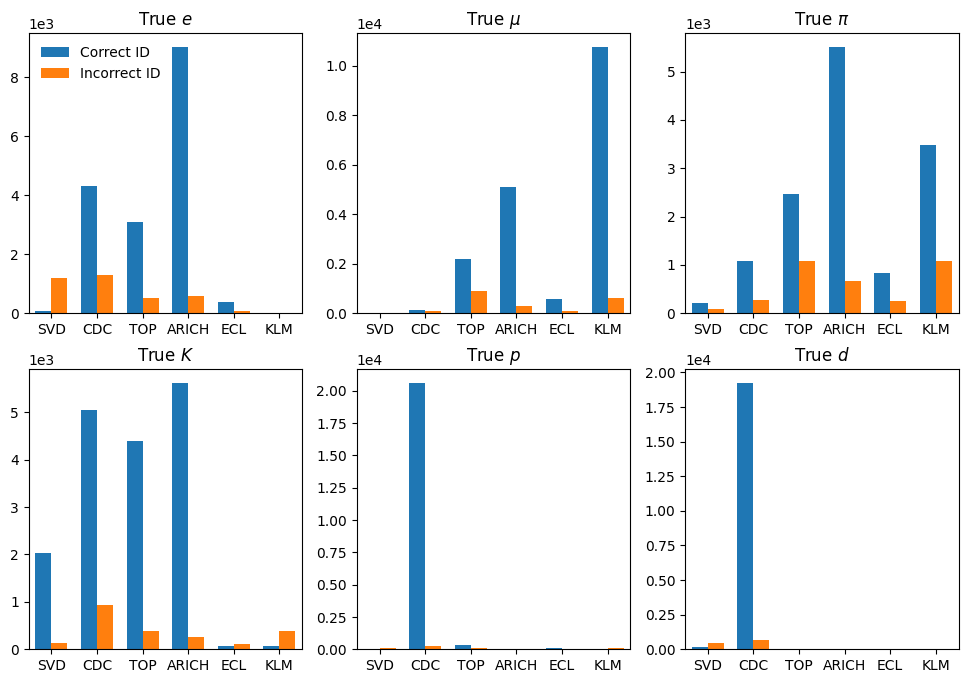 True e
1e3
Correct ID
Incorrect ID
8
6
4
2
0
SVD CDC TOP ARICH ECL KLM
True μ
1e4
1.0
0.8
0.6
0.4
0.2
0.0
SVD CDC TOP ARICH ECL KLM
True π
1e3
5
4
3
2
1
0
SVD CDC TOP ARICH ECL KLM
True K
1e3
5
4
3
2
1
0
SVD CDC TOP ARICH ECL KLM
True p
1e4
2.00
1.75
1.50
1.25
1.00
0.75
0.50
0.25
0.00
SVD CDC TOP ARICH ECL KLM
True d
1e4
2.00
1.75
1.50
1.25
1.00
0.75
0.50
0.25
0.00
SVD CDC TOP ARICH ECL KLM